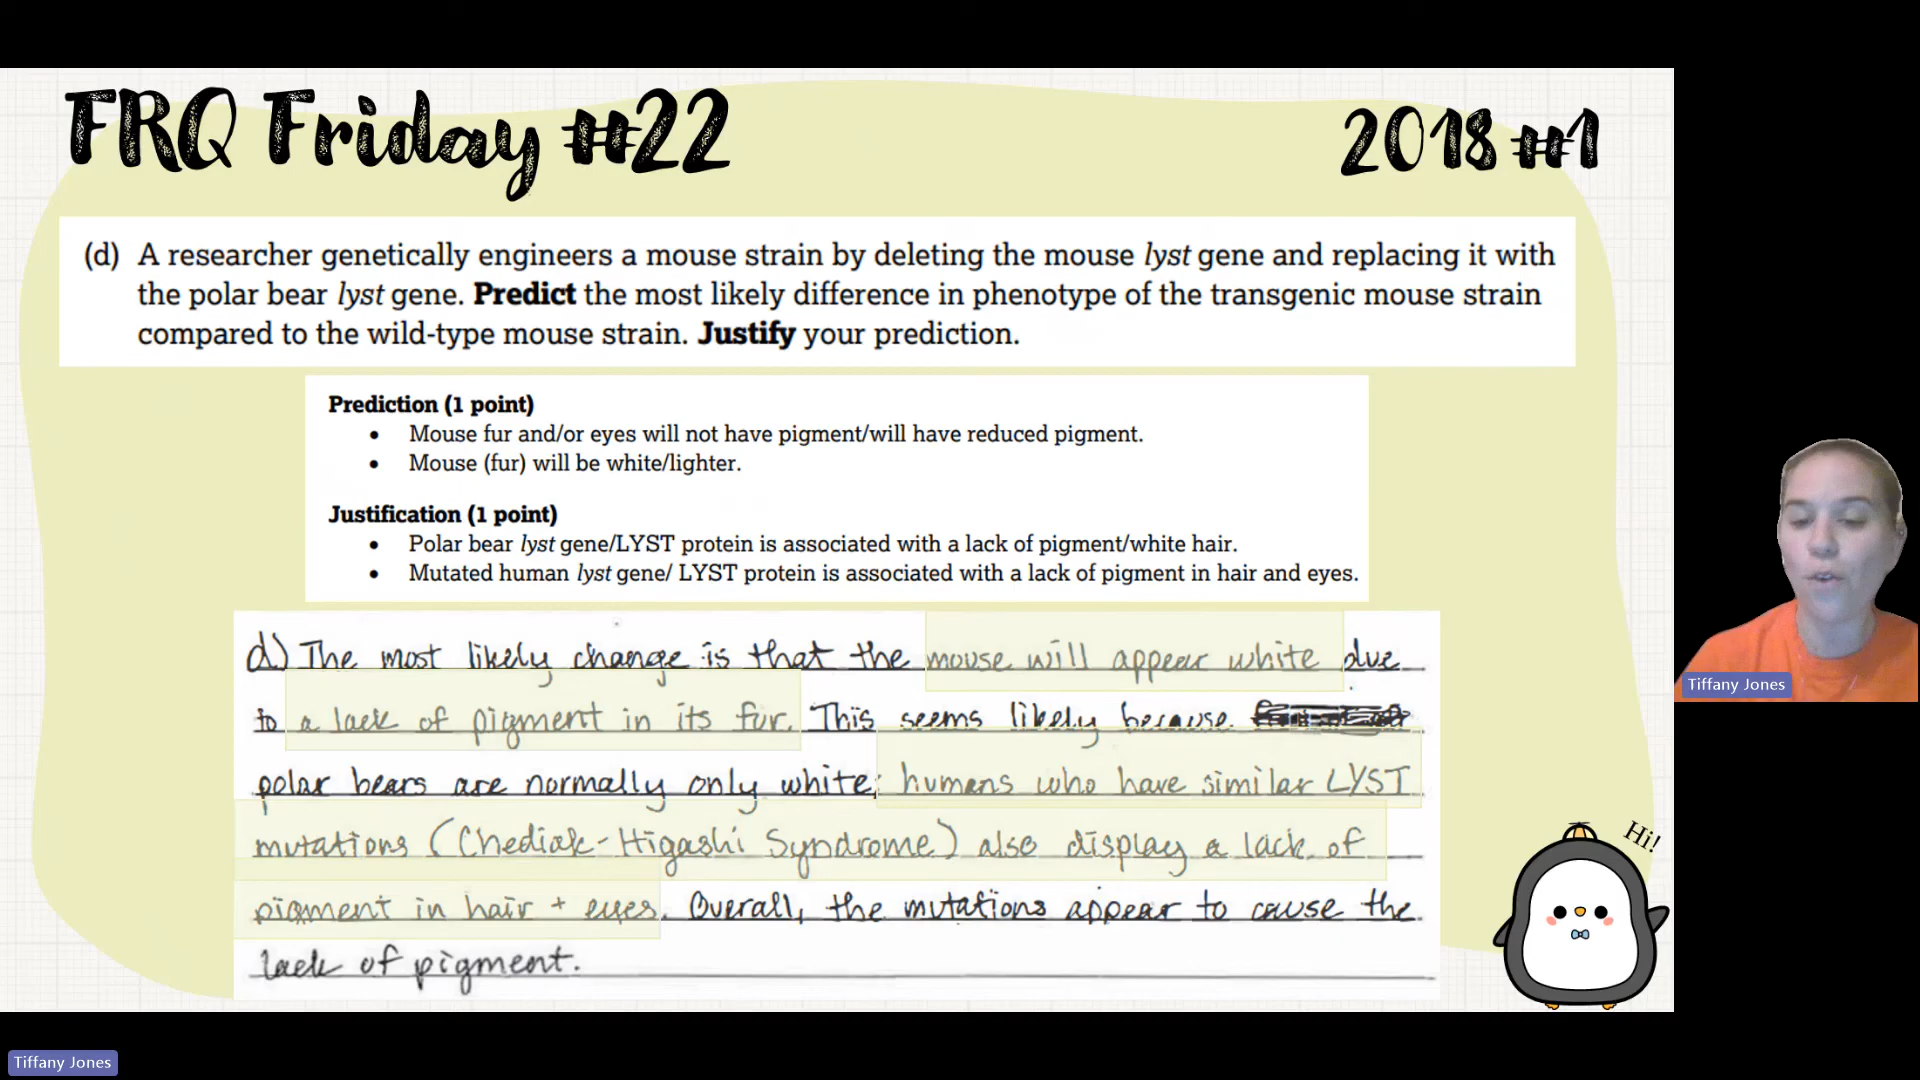 FRQ Friday #22
2018 #1
(d) A researcher genetically engineers a mouse strain by deleting the mouse lyst gene and replacing it with
the polar bear lyst gene. Predict the most likely difference in phenotype of the transgenic mouse strain
compared to the wild-type mouse strain. Justify your prediction.
Prediction (1 point)
• Mouse fur and/or eyes will not have pigment/will have reduced pigment.
• Mouse (fur) will be white/lighter.
Justification (1 point)
• Polar bear lyst gene/LYST protein is associated with a lack of pigment/white hair.
• Mutated human lyst gene/ LYST protein is associated with a lack of pigment in hair and eyes.
d) The most likely change is that the mouse will appear white due
to a lack of pigment in its fur. This seems likely because
polar bears are normally only white; humans who have similar LYST
mutations (Chediak-Higashi Syndrome) also display a lack of
pigment in hair + eyes. Overall, the mutations appear to cause the
lack of pigment.
Hi!
Tiffany Jones
Tiffany Jones